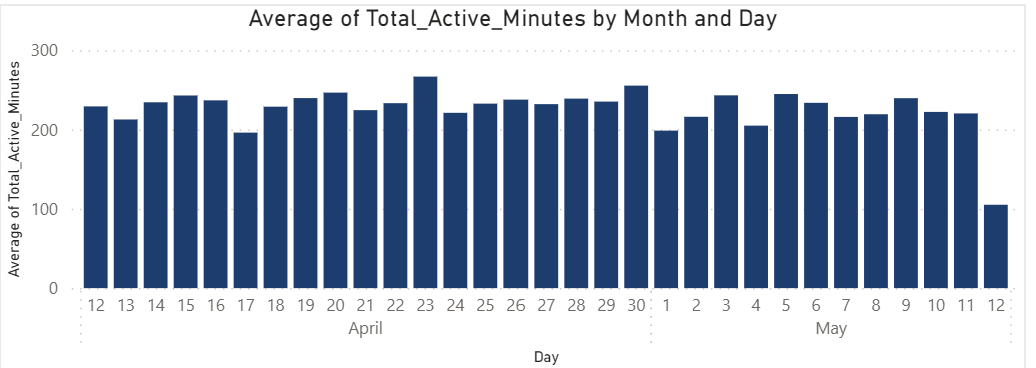 Average of Total_Active_Minutes by Month and Day
Average of Total_Active_Minutes
300
200
100
0
12 13 14 15 16 17 18 19 20 21 22 23 24 25 26 27 28 29 30 1 2 3 4 5 6 7 8 9 10 11 12
April May
Day